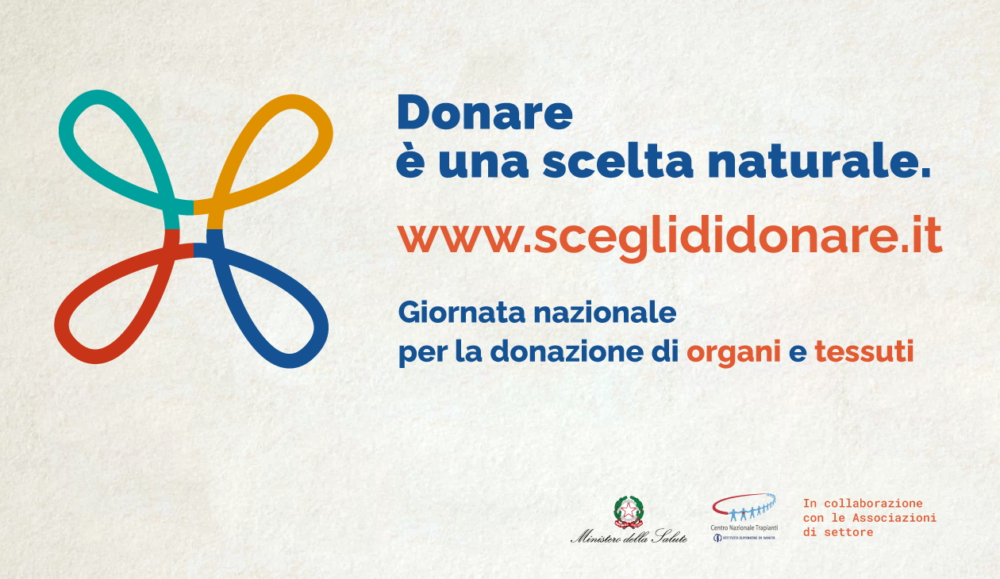 Donare
è una scelta naturale.
www.sceglididonare.it
Giornata nazionale
per la donazione di organi e tessuti
Ministero della Salute
Centro Nazionale Trapianti
ISTITUTO SUPERIORE DI SANITÀ
In collaborazione
con le Associazioni
di settore